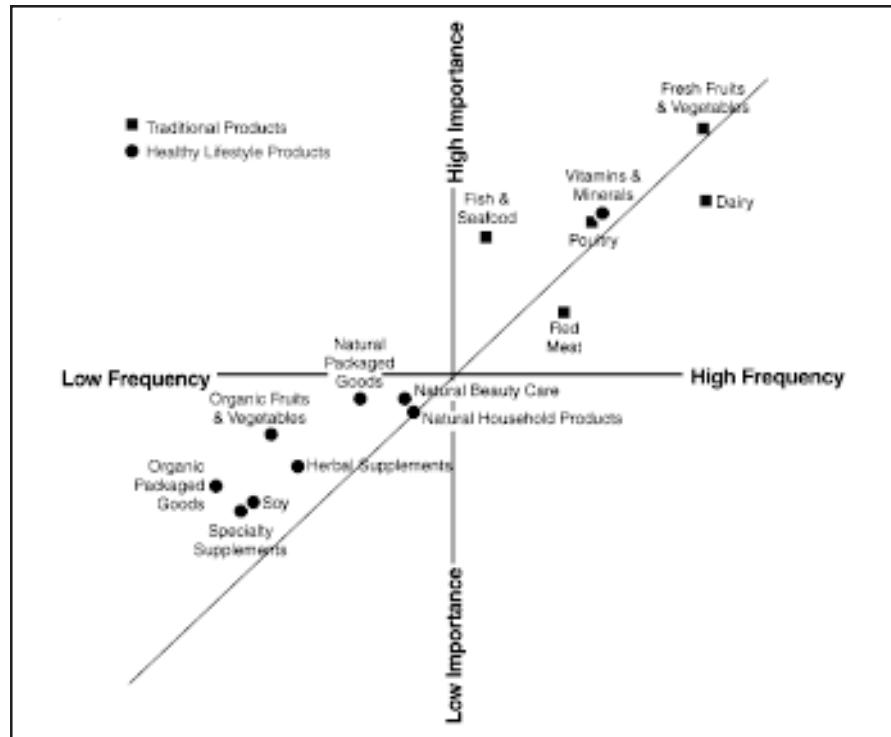 High Importance
Fresh Fruits
& Vegetables
Traditional Products
Healthy Lifestyle Products
Vitamins &
Minerals
Fish &
Seafood
Dairy
Poultry
Red
Meat
Natural
Packaged
Goods
Low Frequency
High Frequency
Natural Beauty Care
Organic Fruits
& Vegetables
Natural Household Products
Organic
Packaged
Goods
Herbal Supplements
Soy
Specialty
Supplements
Low Importance